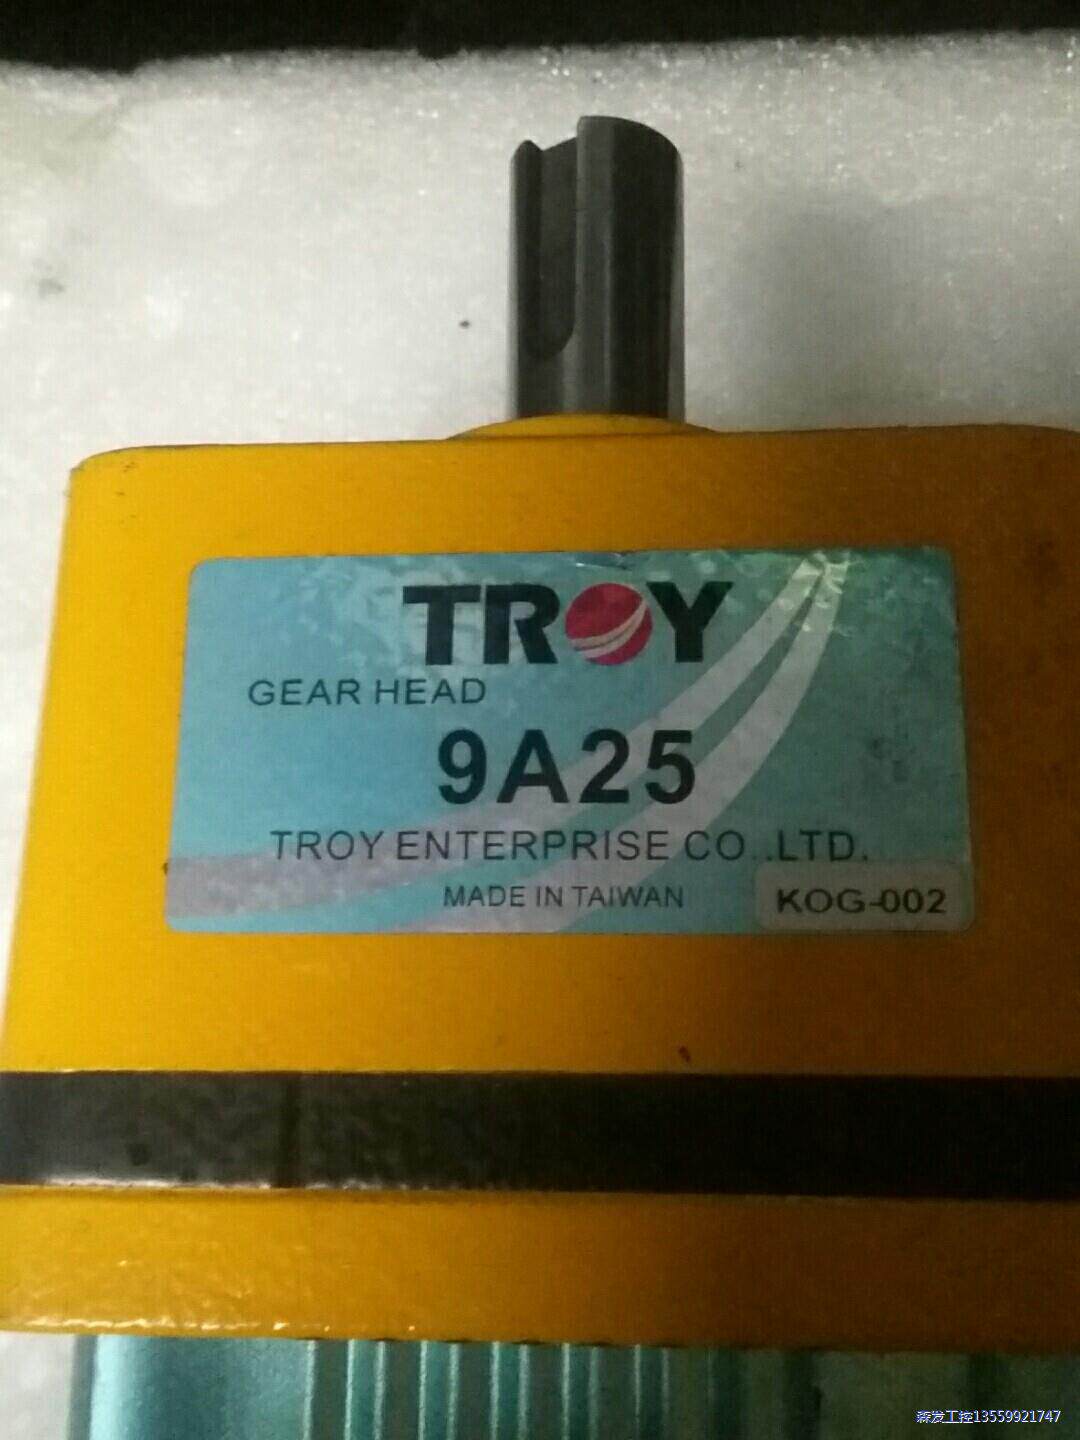 TROY
GEAR HEAD
9A25
TROY ENTERPRISE CO.,LTD.
MADE IN TAIWAN
KOG-002
森发工控13559921747